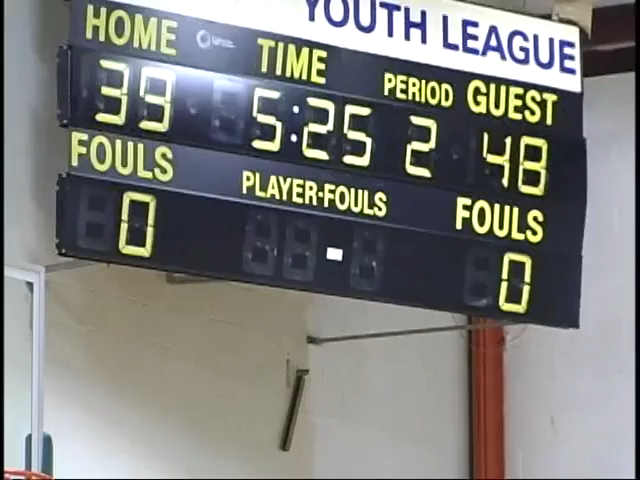 YOUTH LEAGUE
HOME TIME PERIOD GUEST
39 5:25 2 48
FOULS PLAYER-FOULS FOULS
0 - 0